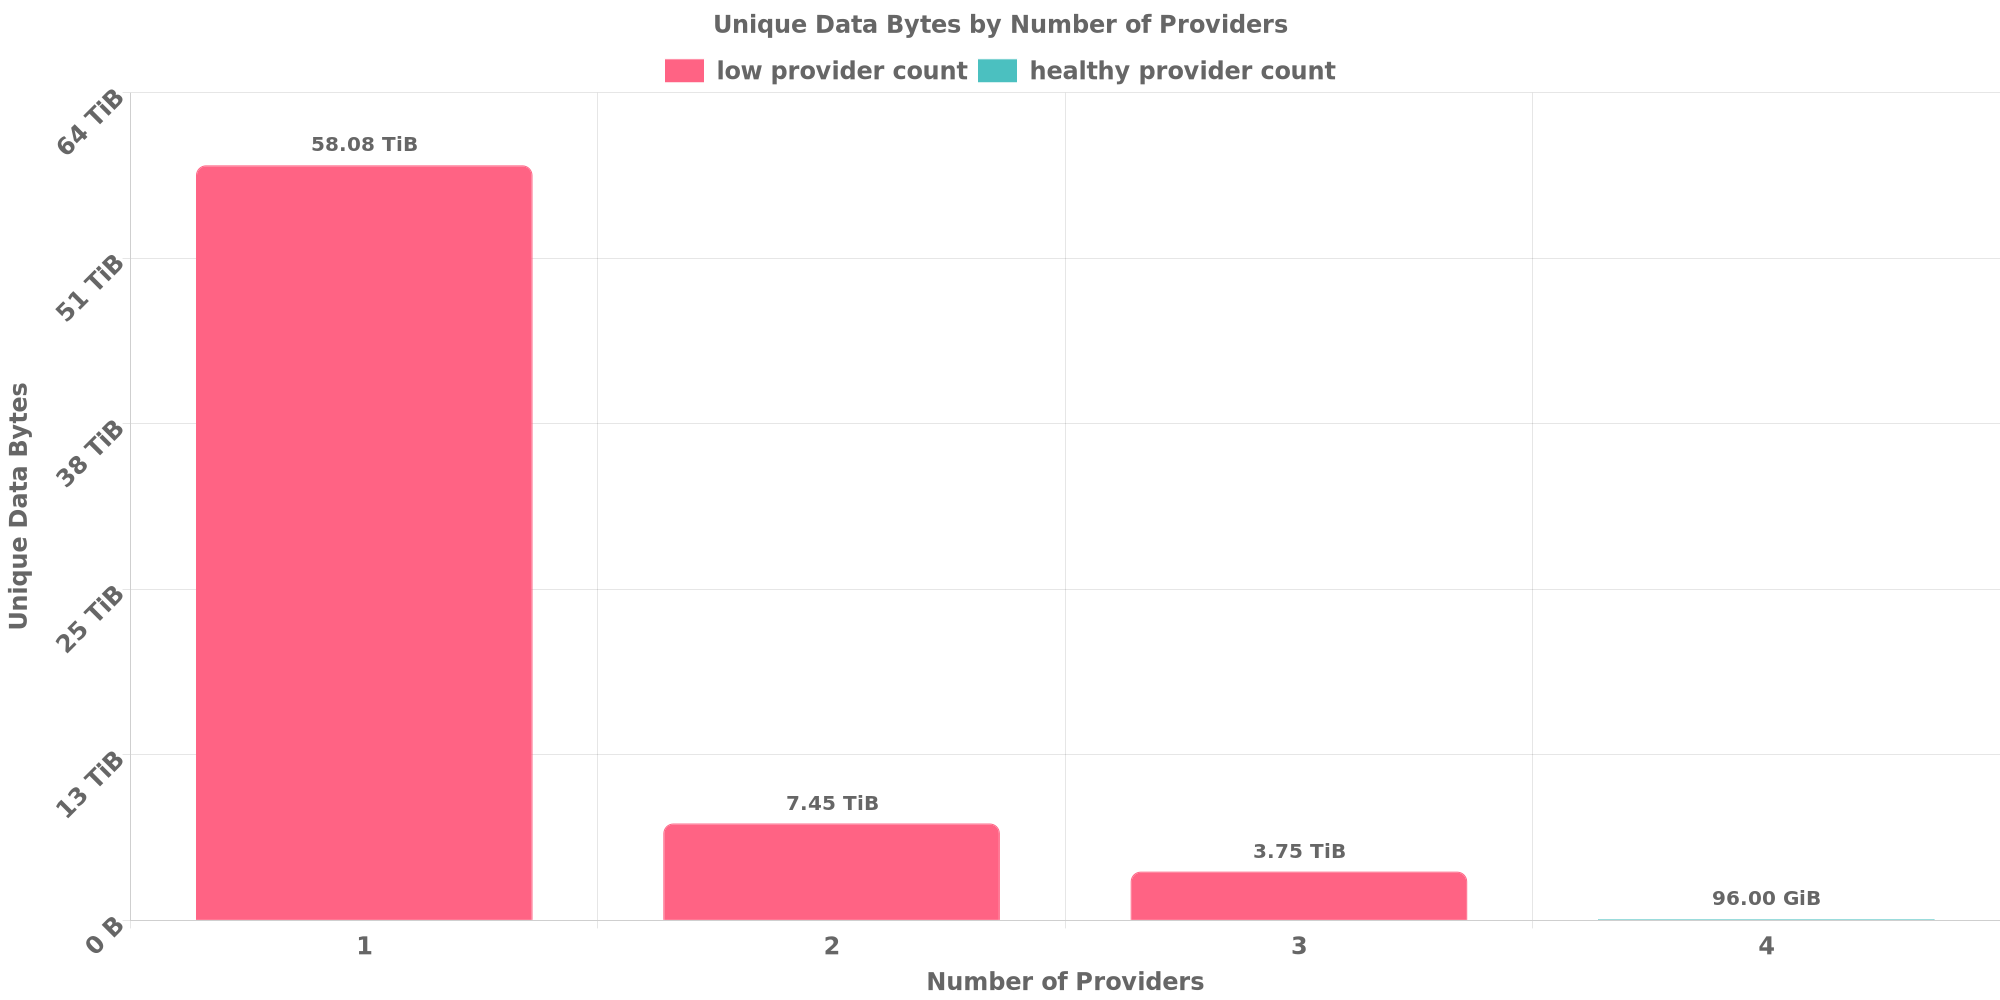 Unique Data Bytes by Number of Providers
low provider count healthy provider count
64 TiB
51 TiB
38 TiB
25 TiB
13 TiB
0 B
Unique Data Bytes
58.08 TiB
7.45 TiB
3.75 TiB
96.00 GiB
1 2 3 4
Number of Providers